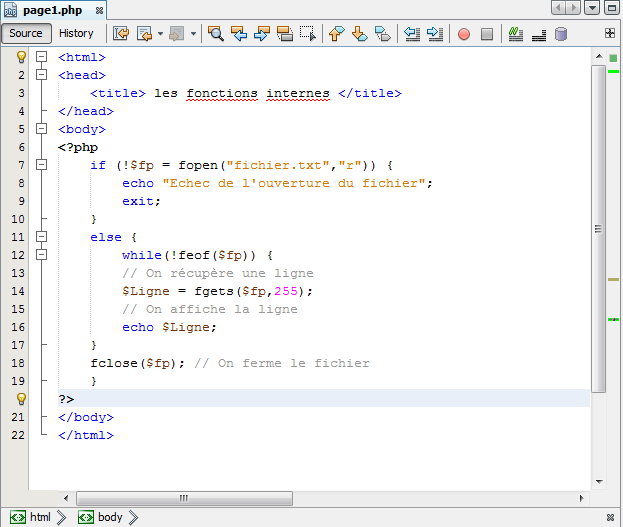 page1.php
Source History
<html>
2 <head>
3 <title> les fonctions internes </title>
4 </head>
5 <body>
6 <?php
7 if (!$fp = fopen("fichier.txt","r")) {
8 echo "Echec de l'ouverture du fichier";
9 exit;
10 }
11 else {
12 while(!feof($fp)) {
13 // On récupère une ligne
14 $Ligne = fgets($fp,255);
15 // On affiche la ligne
16 echo $Ligne;
17 }
18 fclose($fp); // On ferme le fichier
19 }
?>
21 </body>
22 </html>
html body